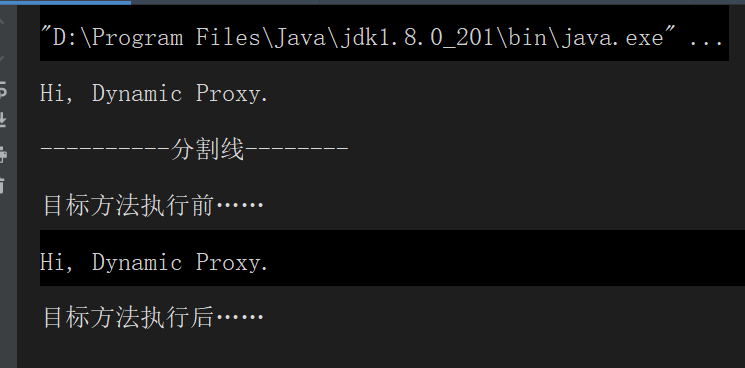 "D:\Program Files\Java\jdk1.8.0_201\bin\java.exe" ...
Hi, Dynamic Proxy.
----------分割线--------
目标方法执行前……
Hi, Dynamic Proxy.
目标方法执行后……